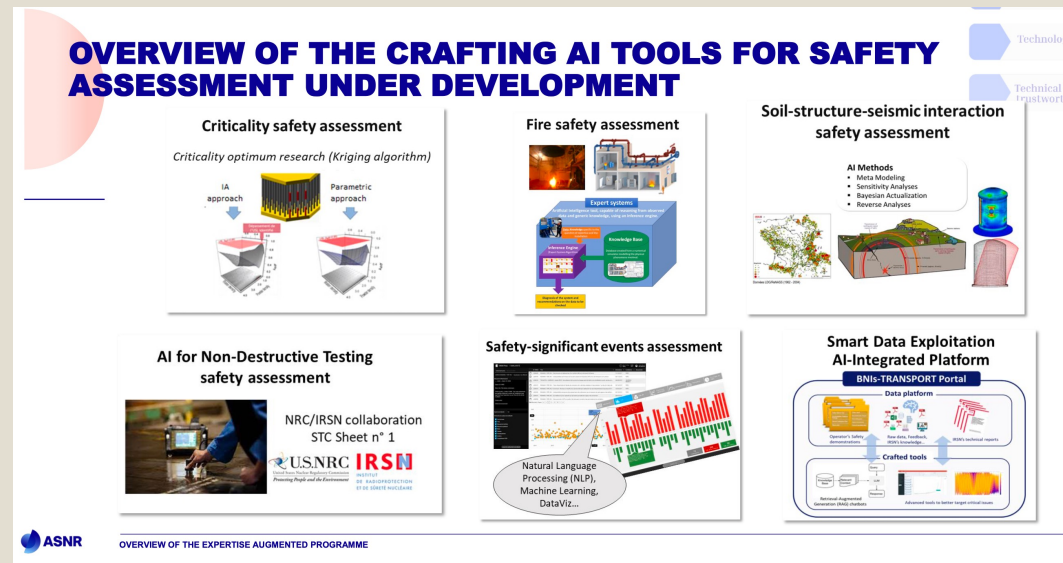 OVERVIEW OF THE CRAFTING AI TOOLS FOR SAFETY
ASSESSMENT UNDER DEVELOPMENT
Technical
Criticality safety assessment
Criticality optimum research (Kriging algorithm)
IA
approach
Parametric
approach
Fire safety assessment
Expert systems
Inference Engine
Knowledge Base
Soil-structure-seismic interaction
safety assessment
AI Methods
▪ Meta Modeling
▪ Sensitivity Analyses
▪ Bayesian Actualization
▪ Reverse Analyses
AI for Non-Destructive Testing
safety assessment
NRC/IRSN collaboration
STC Sheet n° 1
U.S.NRC
United States Nuclear Regulatory Commission
Protecting People and the Environment
IRSN
INSTITUT
DE RADIOPROTECTION
ET DE SÛRETÉ NUCLÉAIRE
Safety-significant events assessment
Natural Language
Processing (NLP),
Machine Learning,
DataViz...
Smart Data Exploitation
AI-Integrated Platform
BNIs-TRANSPORT Portal
Data platform
Operator's Safety
demonstrations
Raw data, Feedback,
IRSN's knowledge...
IRSN's technical reports
Crafted tools
Retrieval-Augmented
Generation (RAG) chatbots
Advanced tools to better target critical issues
ASNR
OVERVIEW OF THE EXPERTISE AUGMENTED PROGRAMME